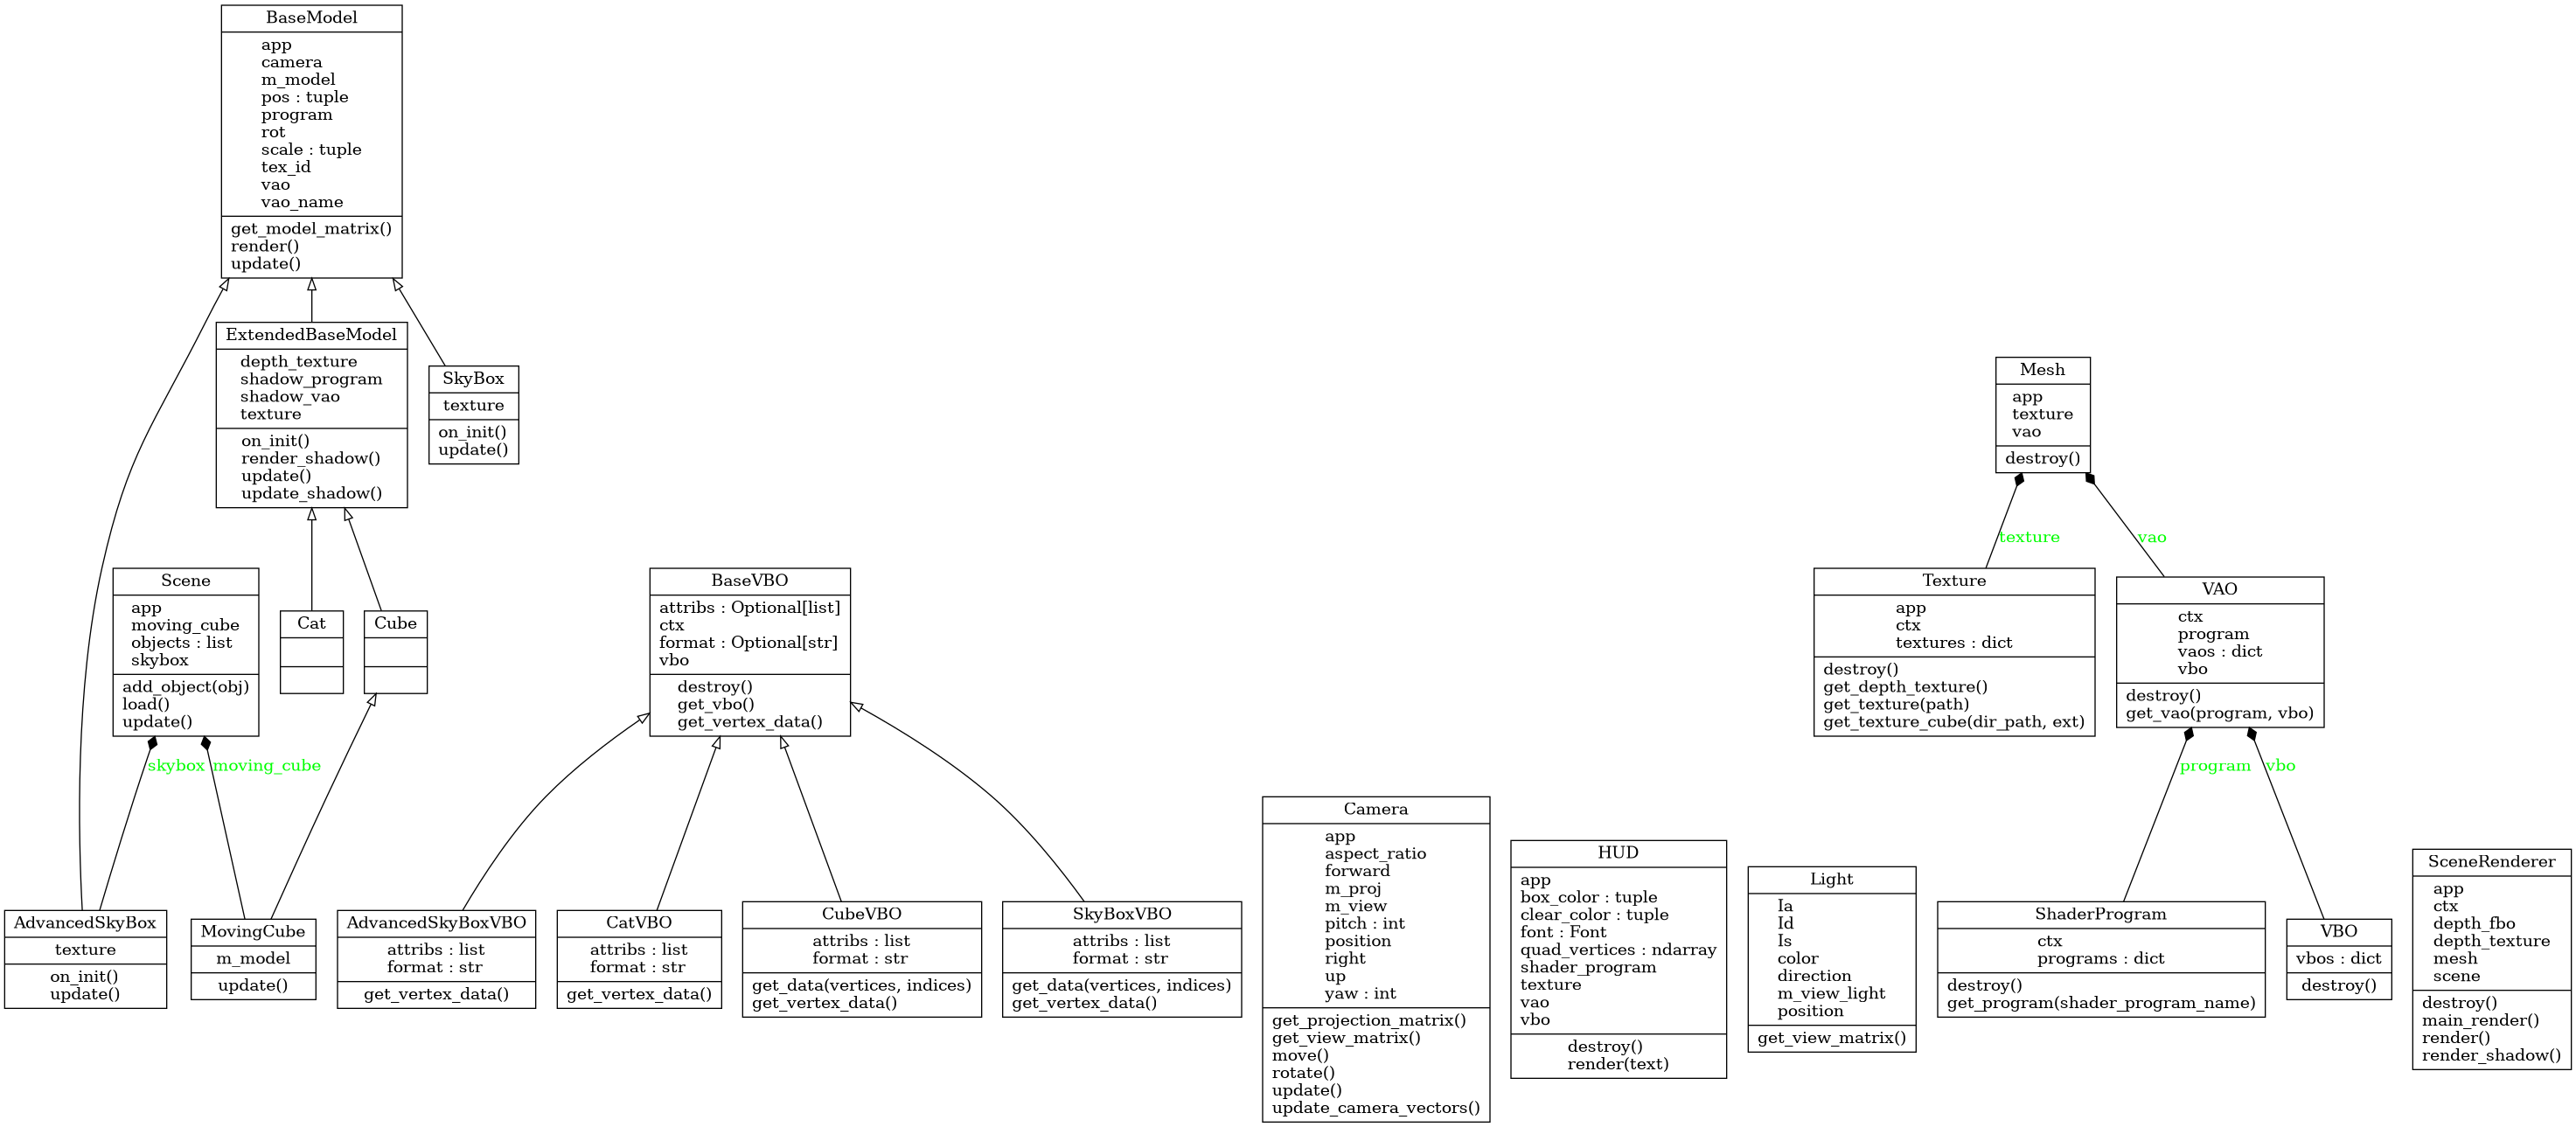 BaseModel
app
camera
m_model
pos : tuple
program
rot
scale : tuple
tex_id
vao
vao_name
get_model_matrix()
render()
update()
ExtendedBaseModel
depth_texture
shadow_program
shadow_vao
texture
on_init()
render_shadow()
update()
update_shadow()
SkyBox
texture
on_init()
update()
Mesh
app
texture
vao
destroy()
texture
vao
Scene
app
moving_cube
objects : list
skybox
add_object(obj)
load()
update()
Cat
Cube
BaseVBO
attribs : Optional[list]
ctx
format : Optional[str]
vbo
destroy()
get_vbo()
get_vertex_data()
Texture
app
ctx
textures : dict
destroy()
get_depth_texture()
get_texture(path)
get_texture_cube(dir_path, ext)
VAO
ctx
program
vaos : dict
vbo
destroy()
get_vao(program, vbo)
skybox
moving_cube
program
vbo
AdvancedSkyBox
texture
on_init()
update()
MovingCube
m_model
update()
AdvancedSkyBoxVBO
attribs : list
format : str
get_vertex_data()
CatVBO
attribs : list
format : str
get_vertex_data()
CubeVBO
attribs : list
format : str
get_data(vertices, indices)
get_vertex_data()
SkyBoxVBO
attribs : list
format : str
get_data(vertices, indices)
get_vertex_data()
Camera
app
aspect_ratio
forward
m_proj
m_view
pitch : int
position
right
up
yaw : int
get_projection_matrix()
get_view_matrix()
move()
rotate()
update()
update_camera_vectors()
HUD
app
box_color : tuple
clear_color : tuple
font : Font
quad_vertices : ndarray
shader_program
texture
vao
vbo
destroy()
render(text)
Light
Ia
Id
Is
color
direction
m_view_light
position
get_view_matrix()
ShaderProgram
ctx
programs : dict
destroy()
get_program(shader_program_name)
VBO
vbos : dict
destroy()
SceneRenderer
app
ctx
depth_fbo
depth_texture
mesh
scene
destroy()
main_render()
render()
render_shadow()